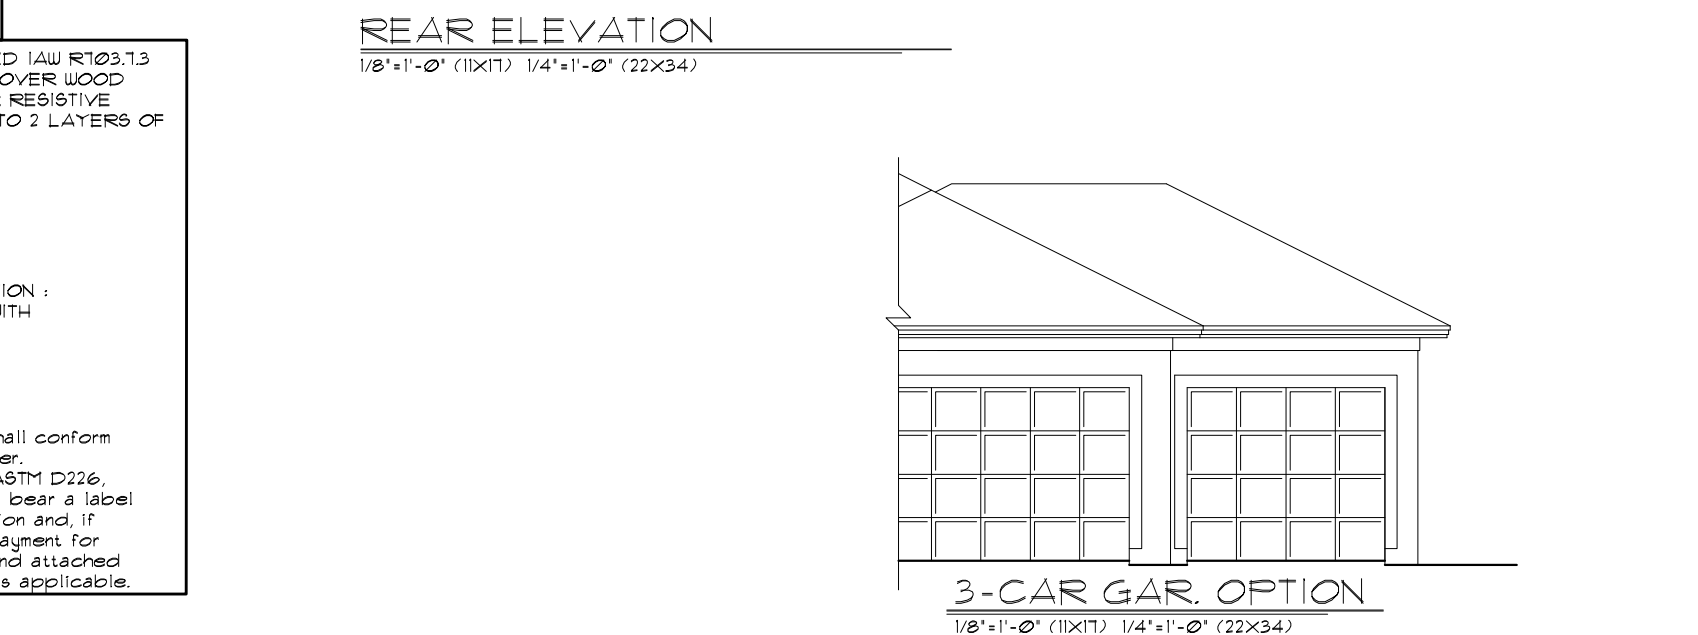 REAR ELEVATION
1/8"=1'-0" (11X17) 1/4"=1'-0" (22X34)
ED IAW R703.7.3
OVER WOOD
RESISTIVE
TO 2 LAYERS OF
ION :
WITH
hall conform
er.
ASTM D226,
bear a label
ion and, if
ayment for
nd attached
s applicable.
3-CAR GAR. OPTION
1/8"=1'-0" (11X17) 1/4"=1'-0" (22X34)